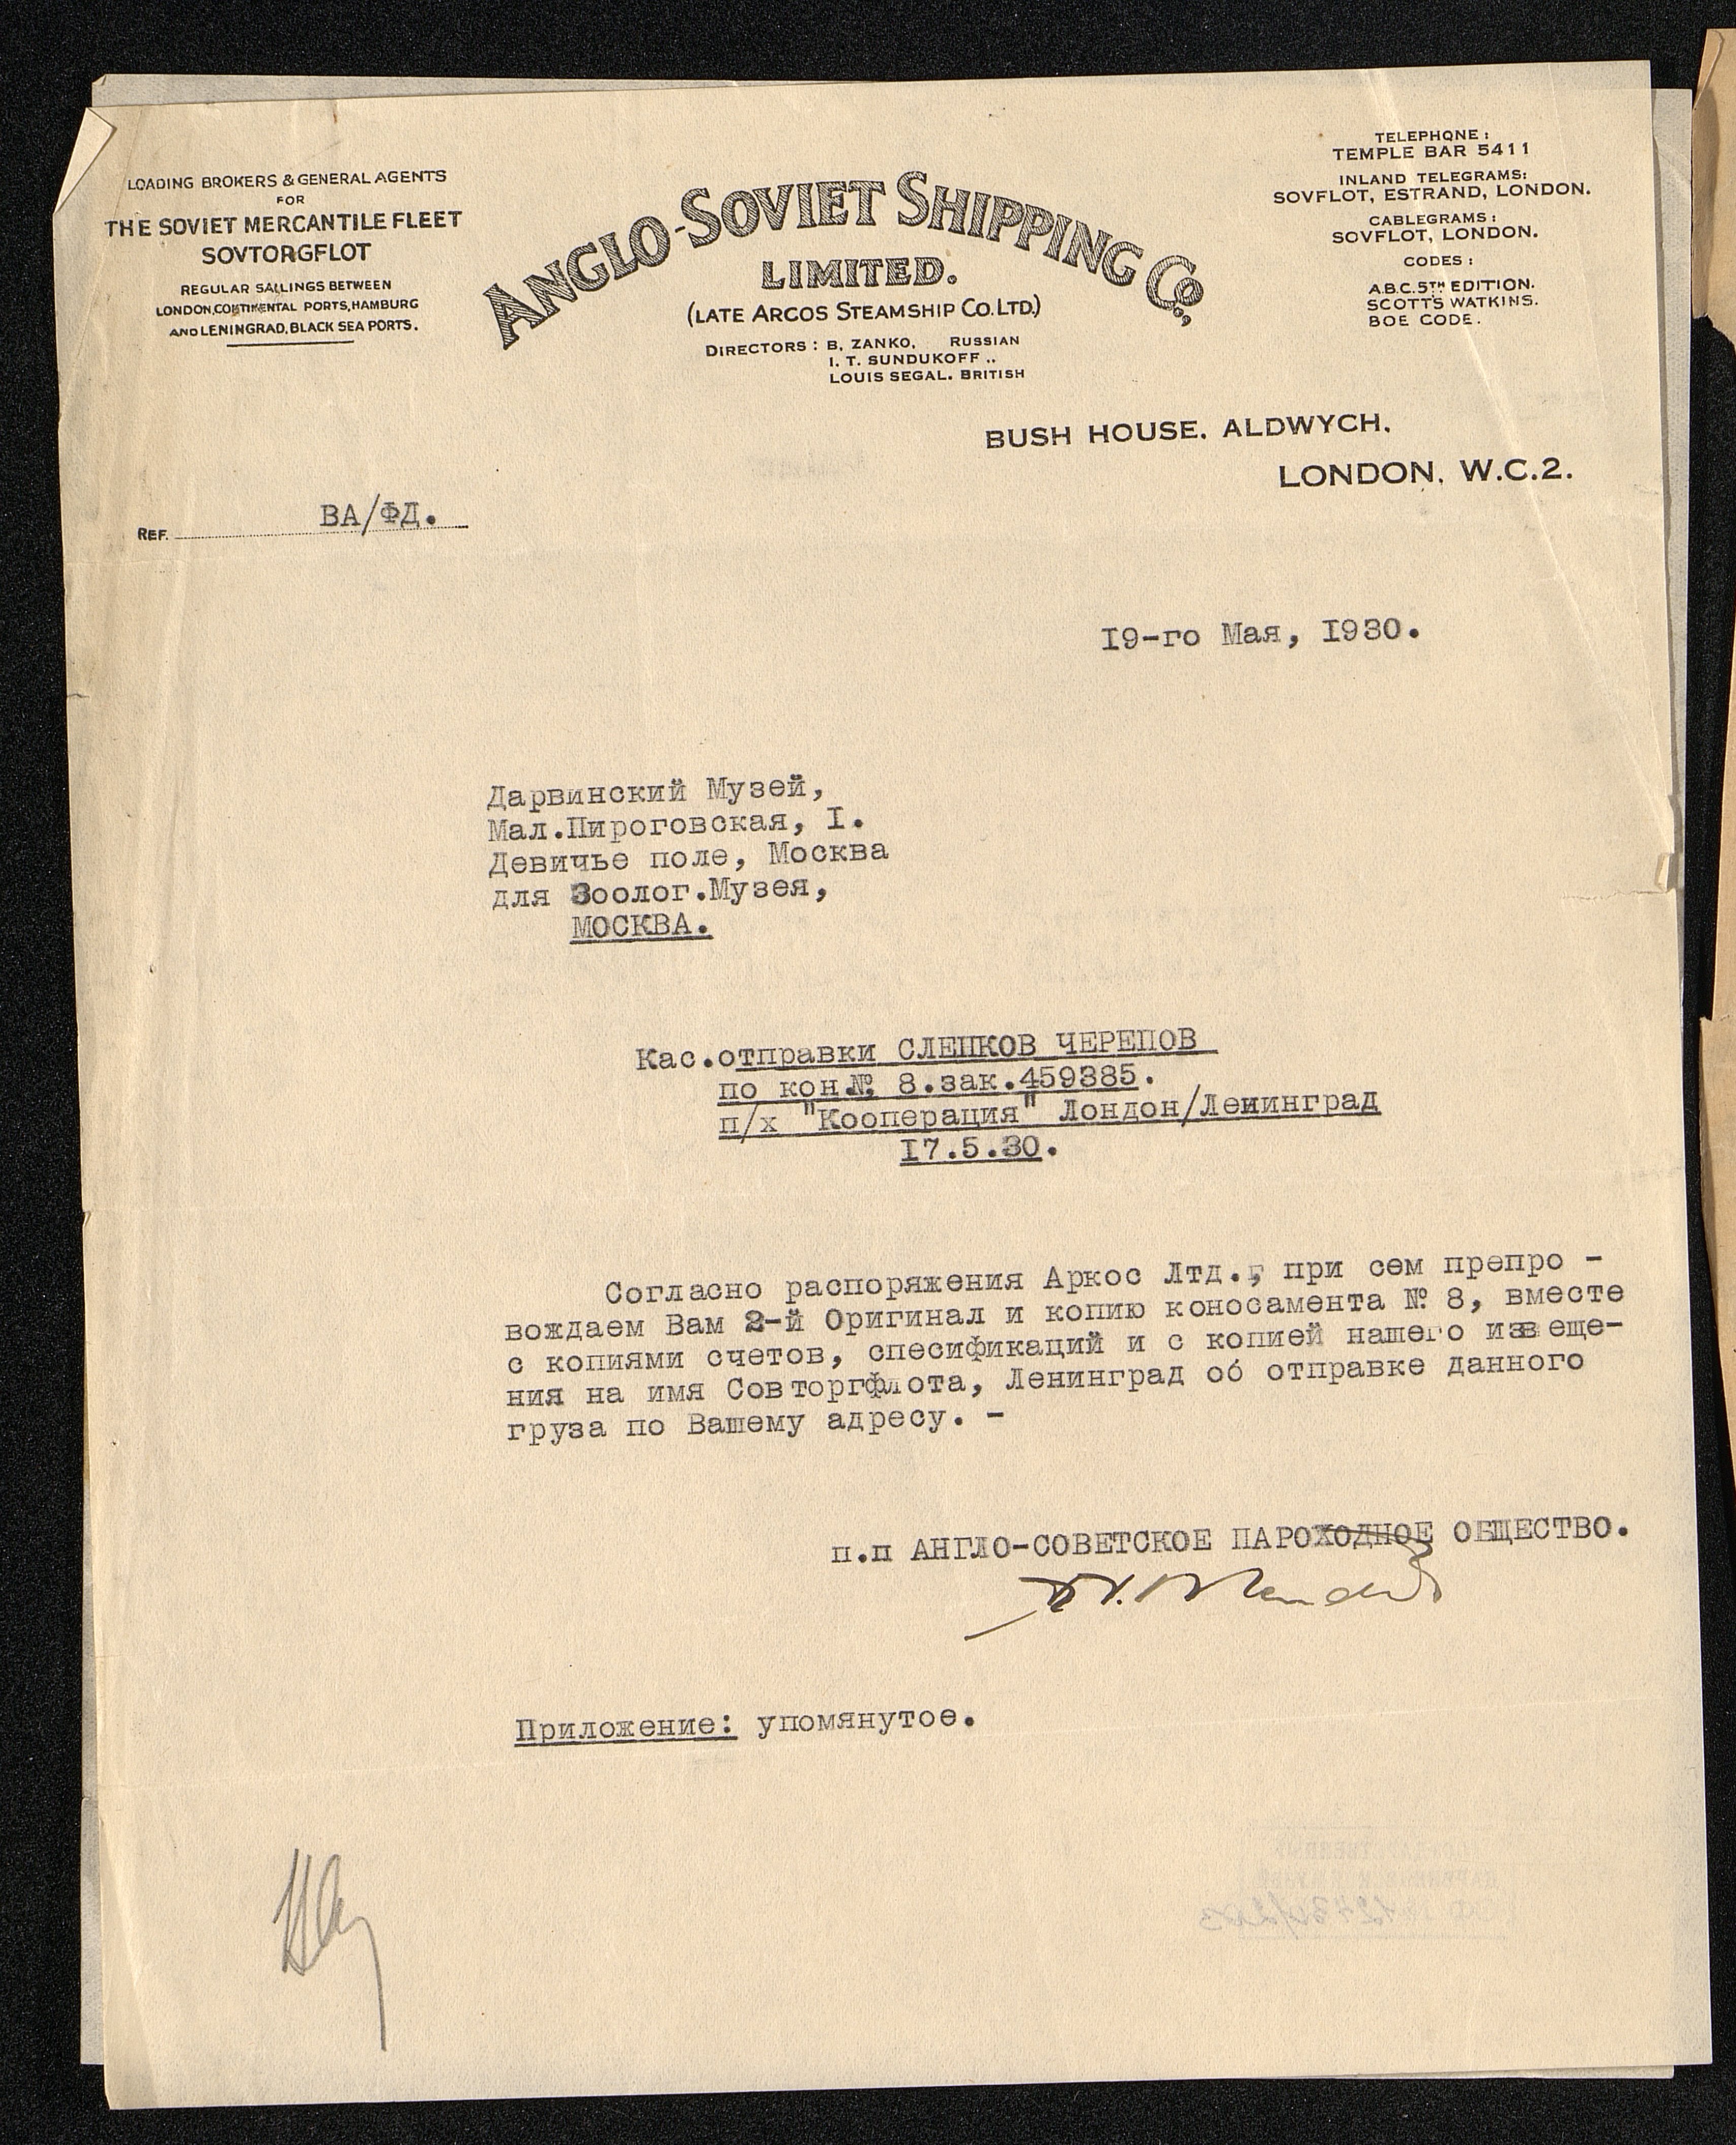 LOADING BROKERS & GENERAL AGENTS
FOR
THE SOVIET MERCANTILE FLEET
SOVTORGFLOT
REGULAR SAILINGS BETWEEN
LONDON, CONTINENTAL PORTS, HAMBURG
AND LENINGRAD, BLACK SEA PORTS.
ANGLO-SOVIET SHIPPING Co.,
LIMITED.
(LATE ARCOS STEAMSHIP CO. LTD.)
DIRECTORS: B. ZANKO, RUSSIAN
I. T. SUNDUKOFF ,,
LOUIS SEGAL. BRITISH
TELEPHONE:
TEMPLE BAR 5411
INLAND TELEGRAMS:
SOVFLOT, ESTRAND, LONDON.
CABLEGRAMS:
SOVFLOT, LONDON.
CODES:
A.B.C. 5TH EDITION.
SCOTT'S WATKINS.
BOE CODE.
BUSH HOUSE, ALDWYCH,
LONDON, W.C.2.
REF. ВА/ФД.
I9-го Мая, I930.
Дарвинский Музей,
Мал.Пироговская, I.
Девичье поле, Москва
для Зоолог.Музея,
МОСКВА.
Кас.отправки СЛЕПКОВ ЧЕРЕПОВ
по кон.№ 8.зак.459385.
п/х "Кооперация" Лондон/Ленинград
I7.5.30.
Согласно распоряжения Аркос Лтд., при сем препро -
вождаем Вам 2-й Оригинал и копию коносамента № 8, вместе
с копиями счетов, спесификаций и с копией нашего извеще-
ния на имя Совторгфлота, Ленинград об отправке данного
груза по Вашему адресу. -
п.п АНГЛО-СОВЕТСКОЕ ПАРОХОДНОЕ ОБЩЕСТВО.
Приложение: упомянутое.